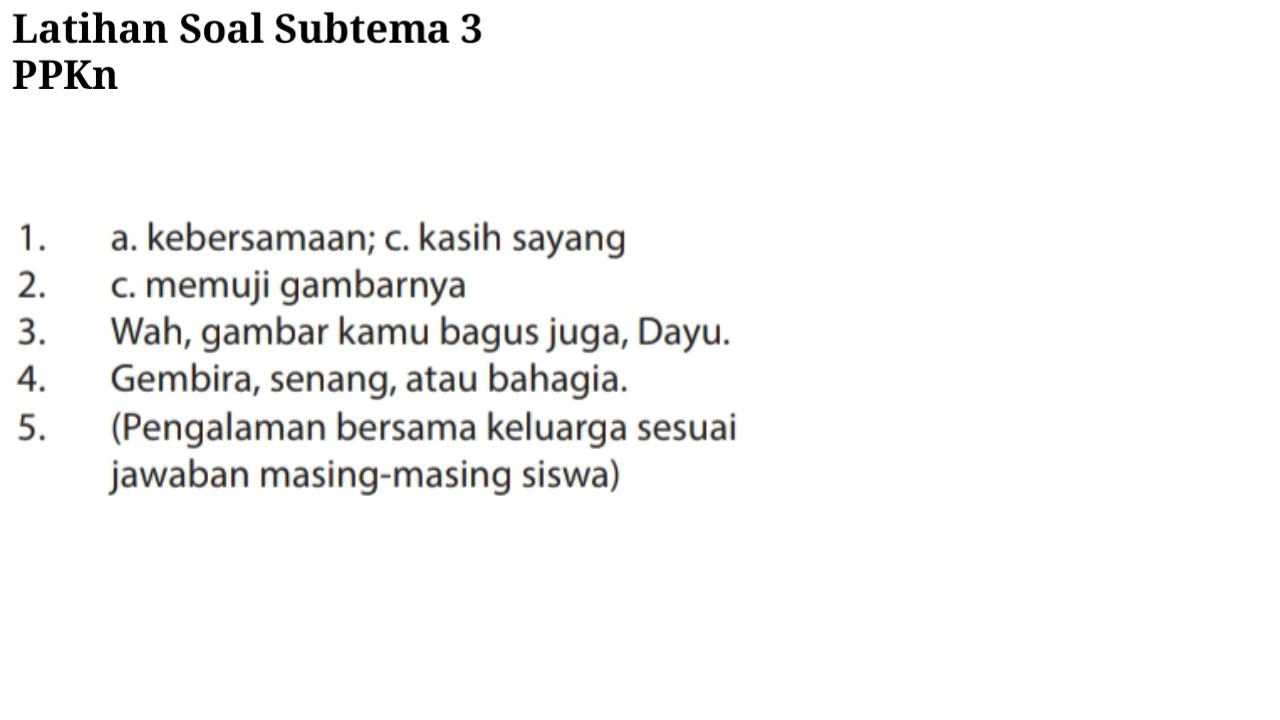 Latihan Soal Subtema 3
PPKn
1. a. kebersamaan; c. kasih sayang
2. c. memuji gambarnya
3. Wah, gambar kamu bagus juga, Dayu.
4. Gembira, senang, atau bahagia.
5. (Pengalaman bersama keluarga sesuai
jawaban masing-masing siswa)